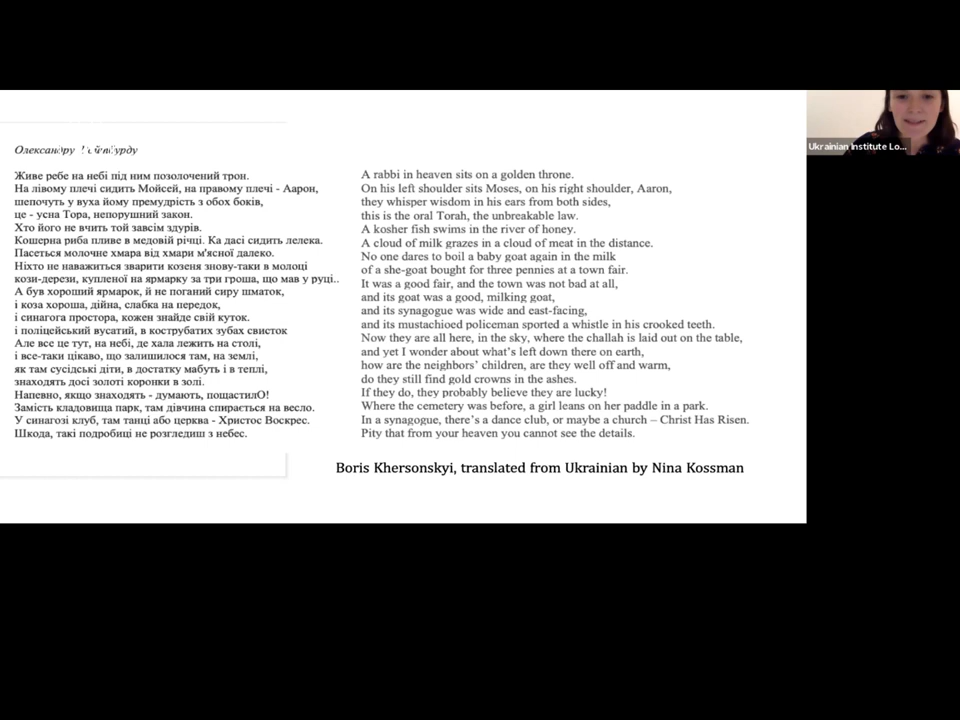 Олександру
Живе ребе на небі під ним позолочений трон.
На лівому плечі сидить Мойсей, на правому плечі - Аарон,
шепочуть у вуха йому премудрість з обох боків,
це - усна Тора, непорушний закон.
Хто його не вчить той завсім здурів.
Кошерна риба пливе в медовій річці. Ка дасі сидить лелека.
Пасеться молочне хмара від хмари м'ясної далеко.
Ніхто не наважиться зварити козеня знову-таки в молоці
кози-дерези, купленої на ярмарку за три гроша, що мав у руці..
А був хороший ярмарок, й не поганий сиру шматок,
і коза хороша, дійна, слабка на передок,
і синагога простора, кожен знайде свій куток.
і поліцейський вусатий, в кострубатих зубах свисток
Але все це тут, на небі, де хала лежить на столі,
і все-таки цікаво, що залишилося там, на землі,
як там сусідські діти, в достатку мабуть і в теплі,
знаходять досі золоті коронки в золі.
Напевно, якщо знаходять - думають, пощастилО!
Замість кладовища парк, там дівчина спирається на весло.
У синагозі клуб, там танці або церква - Христос Воскрес.
Шкода, такі подробиці не розгледиш з небес.
A rabbi in heaven sits on a golden throne.
On his left shoulder sits Moses, on his right shoulder, Aaron,
they whisper wisdom in his ears from both sides,
this is the oral Torah, the unbreakable law.
A kosher fish swims in the river of honey.
A cloud of milk grazes in a cloud of meat in the distance.
No one dares to boil a baby goat again in the milk
of a she-goat bought for three pennies at a town fair.
It was a good fair, and the town was not bad at all,
and its goat was a good, milking goat,
and its synagogue was wide and east-facing,
and its mustachioed policeman sported a whistle in his crooked teeth.
Now they are all here, in the sky, where the challah is laid out on the table,
and yet I wonder about what's left down there on earth,
how are the neighbors' children, are they well off and warm,
do they still find gold crowns in the ashes.
If they do, they probably believe they are lucky!
Where the cemetery was before, a girl leans on her paddle in a park.
In a synagogue, there's a dance club, or maybe a church – Christ Has Risen.
Pity that from your heaven you cannot see the details.
Boris Khersonskyi, translated from Ukrainian by Nina Kossman
Ukrainian Institute Lo...